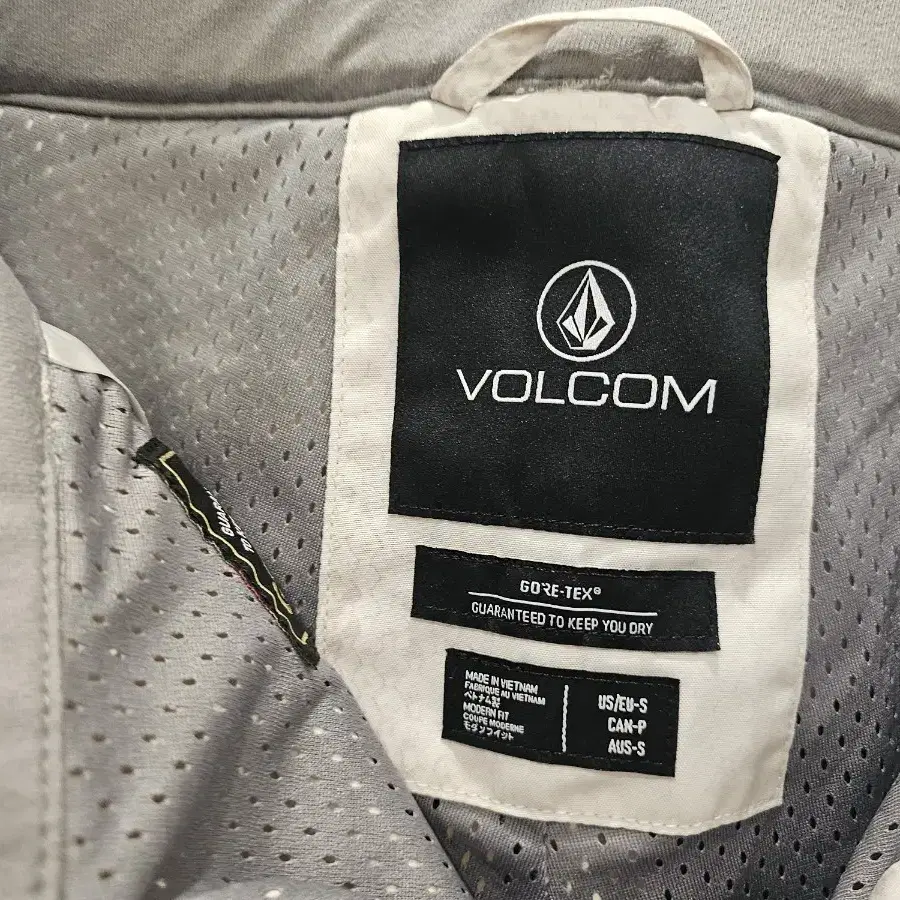 VOLCOM
GORE-TEX®
GUARANTEED TO KEEP YOU DRY
MADE IN VIETNAM
FABRIQUE AU VIETNAM
ベトナム製
MODERN FIT
COUPE MODERNE
モダンフィット
US/EU-S
CAN-P
AUS-S